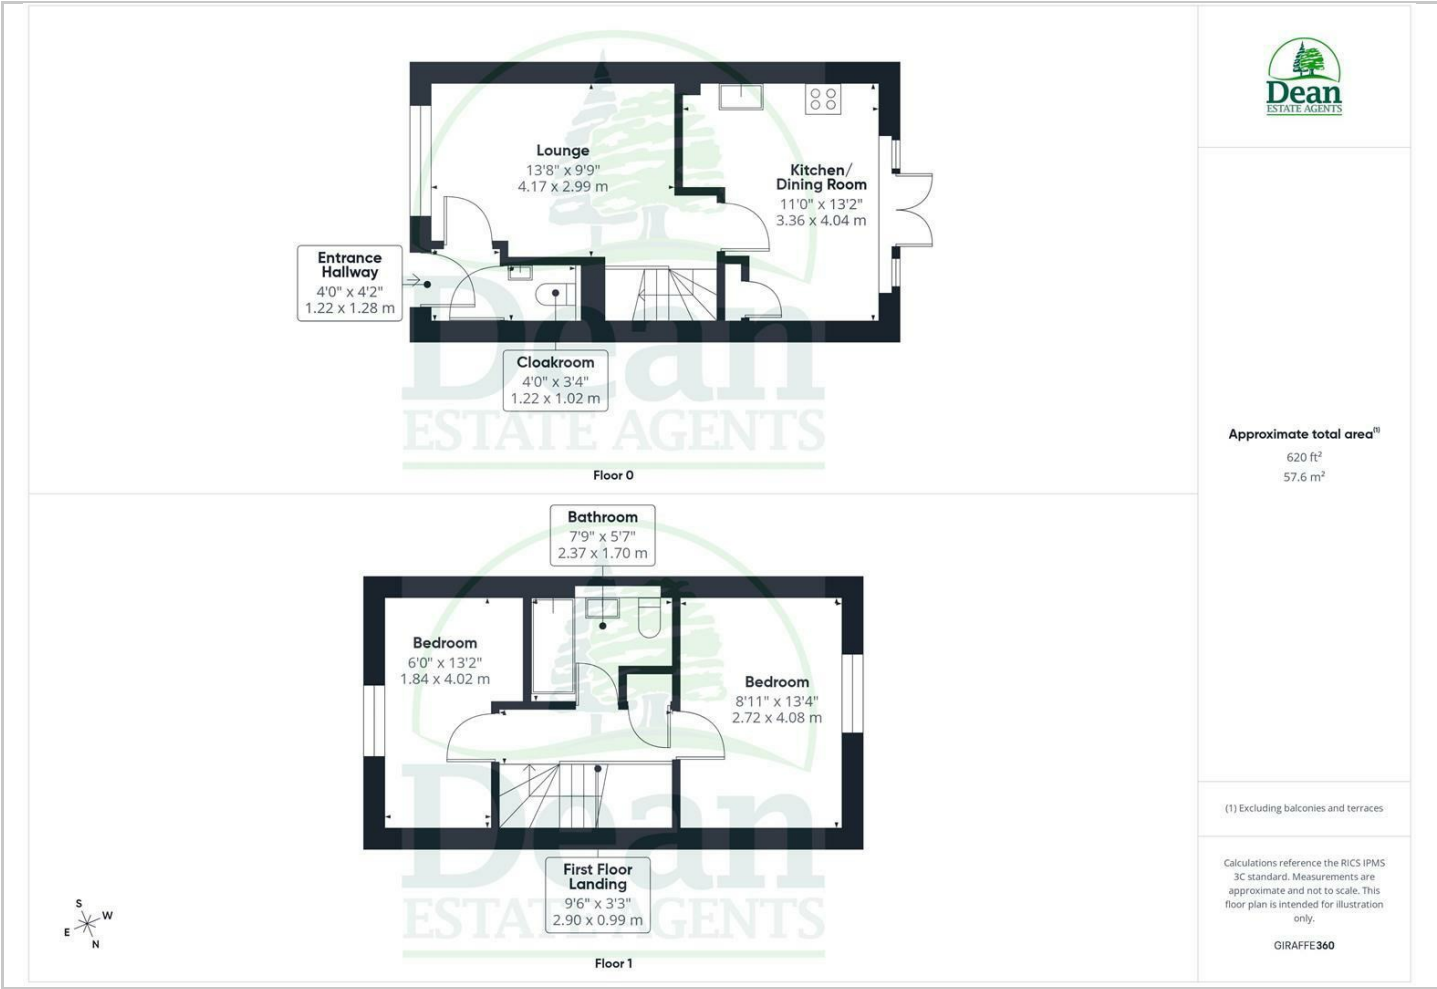 Lounge
13'8" x 9'9"
4.17 x 2.99 m
Kitchen/
Dining Room
11'0" x 13'2"
3.36 x 4.04 m
Entrance
Hallway
4'0" x 4'2"
1.22 x 1.28 m
Cloakroom
4'0" x 3'4"
1.22 x 1.02 m
Dean
ESTATE AGENTS
Floor 0
Bathroom
7'9" x 5'7"
2.37 x 1.70 m
Bedroom
6'0" x 13'2"
1.84 x 4.02 m
Bedroom
8'11" x 13'4"
2.72 x 4.08 m
First Floor
Landing
9'6" x 3'3"
2.90 x 0.99 m
Dean
ESTATE AGENTS
Floor 1
S
W
E
N
Dean
ESTATE AGENTS
Approximate total area(1)
620 ft²
57.6 m²
(1) Excluding balconies and terraces
Calculations reference the RICS IPMS
3C standard. Measurements are
approximate and not to scale. This
floor plan is intended for illustration
only.
GIRAFFE360